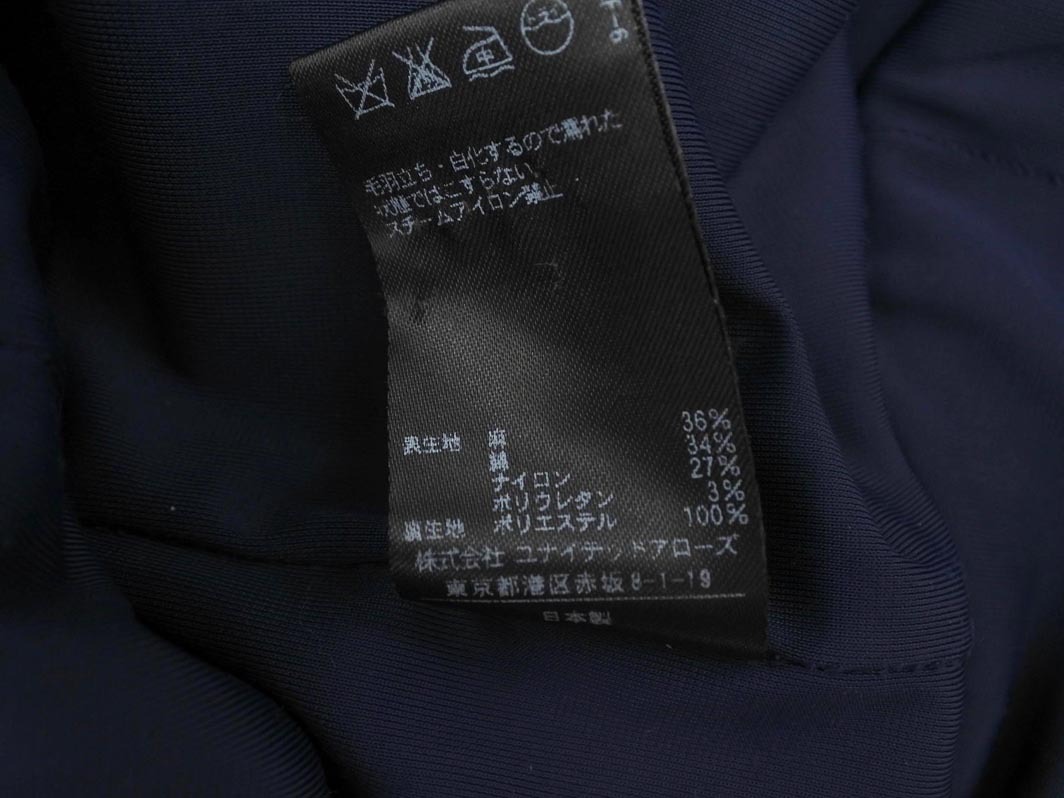 毛羽立ち・白化するので濡れた
状態ではこすらない、
スチームアイロン禁止
表生地 麻 36%
綿 34%
ナイロン 27%
ポリウレタン 3%
裏生地 ポリエステル 100%
株式会社 ユナイテッドアローズ
東京都港区赤坂8-1-19
日本製